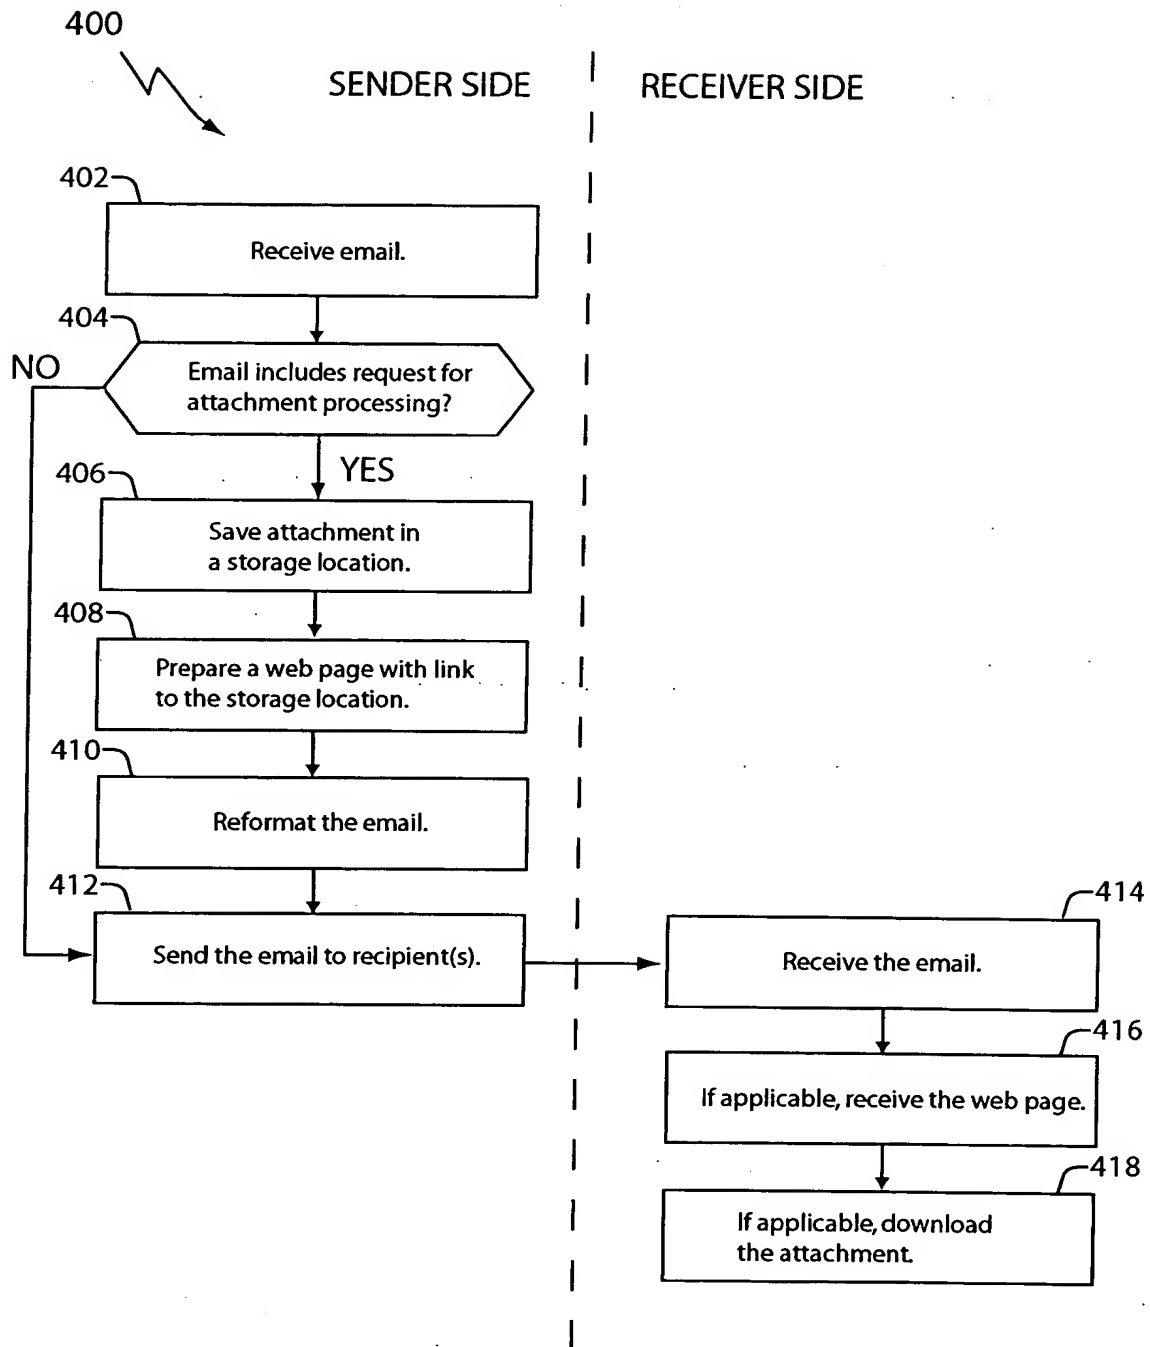 400
SENDER SIDE
RECEIVER SIDE
402
Receive email.
404
NO
Email includes request for
attachment processing?
YES
406
Save attachment in
a storage location.
408
Prepare a web page with link
to the storage location.
410
Reformat the email.
412
Send the email to recipient(s).
414
Receive the email.
416
If applicable, receive the web page.
418
If applicable, download
the attachment.